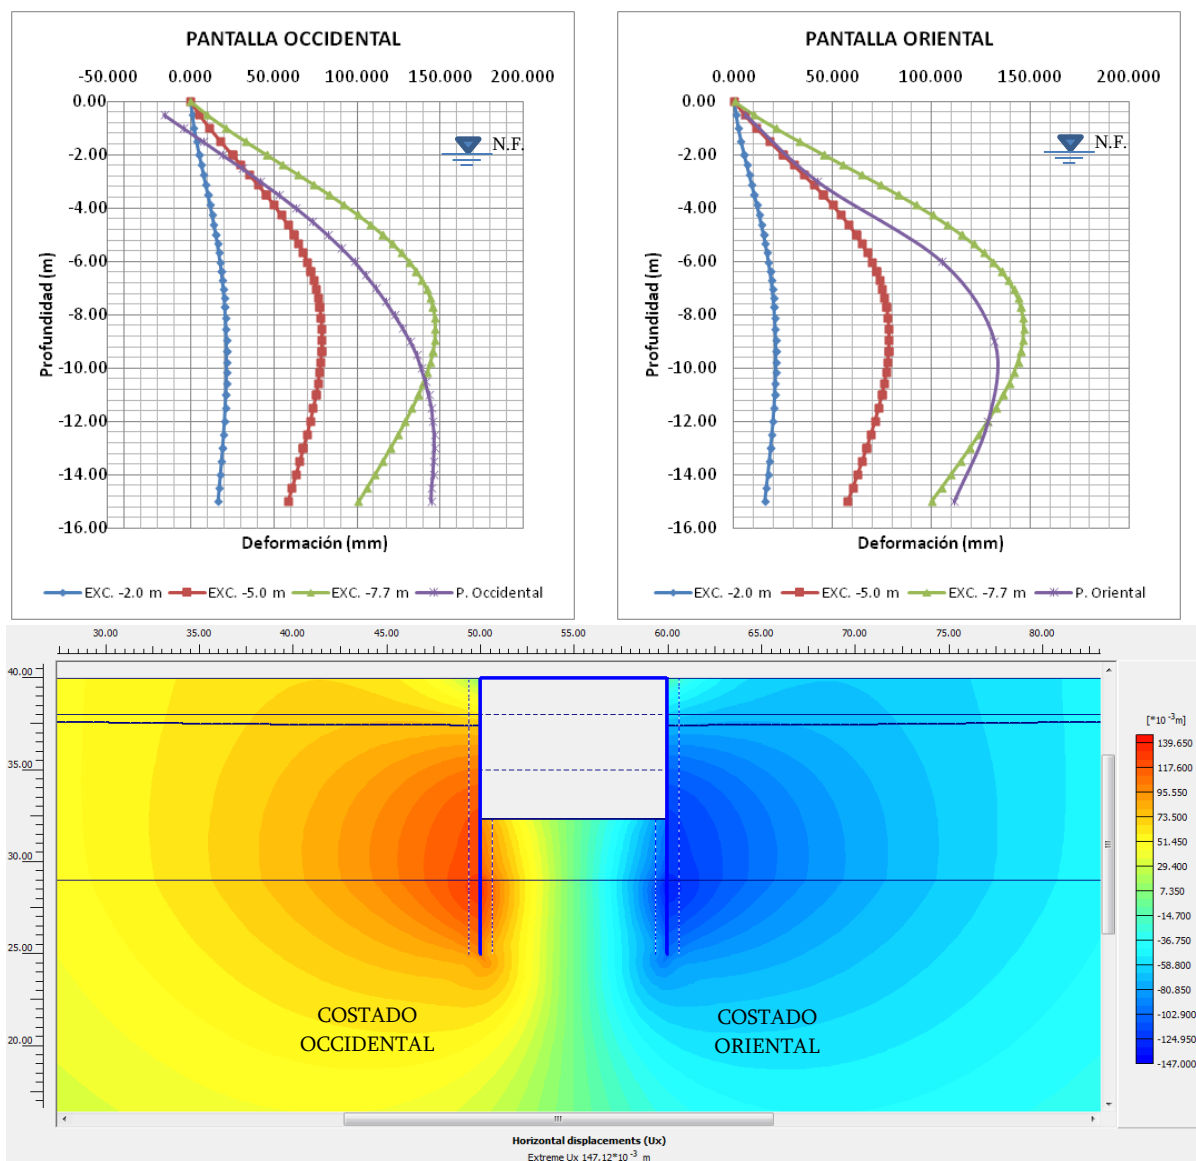 PANTALLA OCCIDENTAL
-50.000 0.000 50.000 100.000 150.000 200.000
0.00
-2.00
-4.00
-6.00
-8.00
-10.00
-12.00
-14.00
-16.00
Profundidad (m)
N.F.
Deformación (mm)
EXC. -2.0 m EXC. -5.0 m EXC. -7.7 m P. Occidental
PANTALLA ORIENTAL
0.000 50.000 100.000 150.000 200.000
0.00
-2.00
-4.00
-6.00
-8.00
-10.00
-12.00
-14.00
-16.00
Profundidad (m)
N.F.
Deformación (mm)
EXC. -2.0 m EXC. -5.0 m EXC. -7.7 m P. Oriental
30.00 35.00 40.00 45.00 50.00 55.00 60.00 65.00 70.00 75.00 80.00
40.00
35.00
30.00
25.00
20.00
COSTADO
OCCIDENTAL
COSTADO
ORIENTAL
[*10 -3 m]
139.650
117.600
95.550
73.500
51.450
29.400
7.350
-14.700
-36.750
-58.800
-80.850
-102.900
-124.950
-147.000
Horizontal displacements (Ux)
Extreme Ux 147.12*10 -3 m